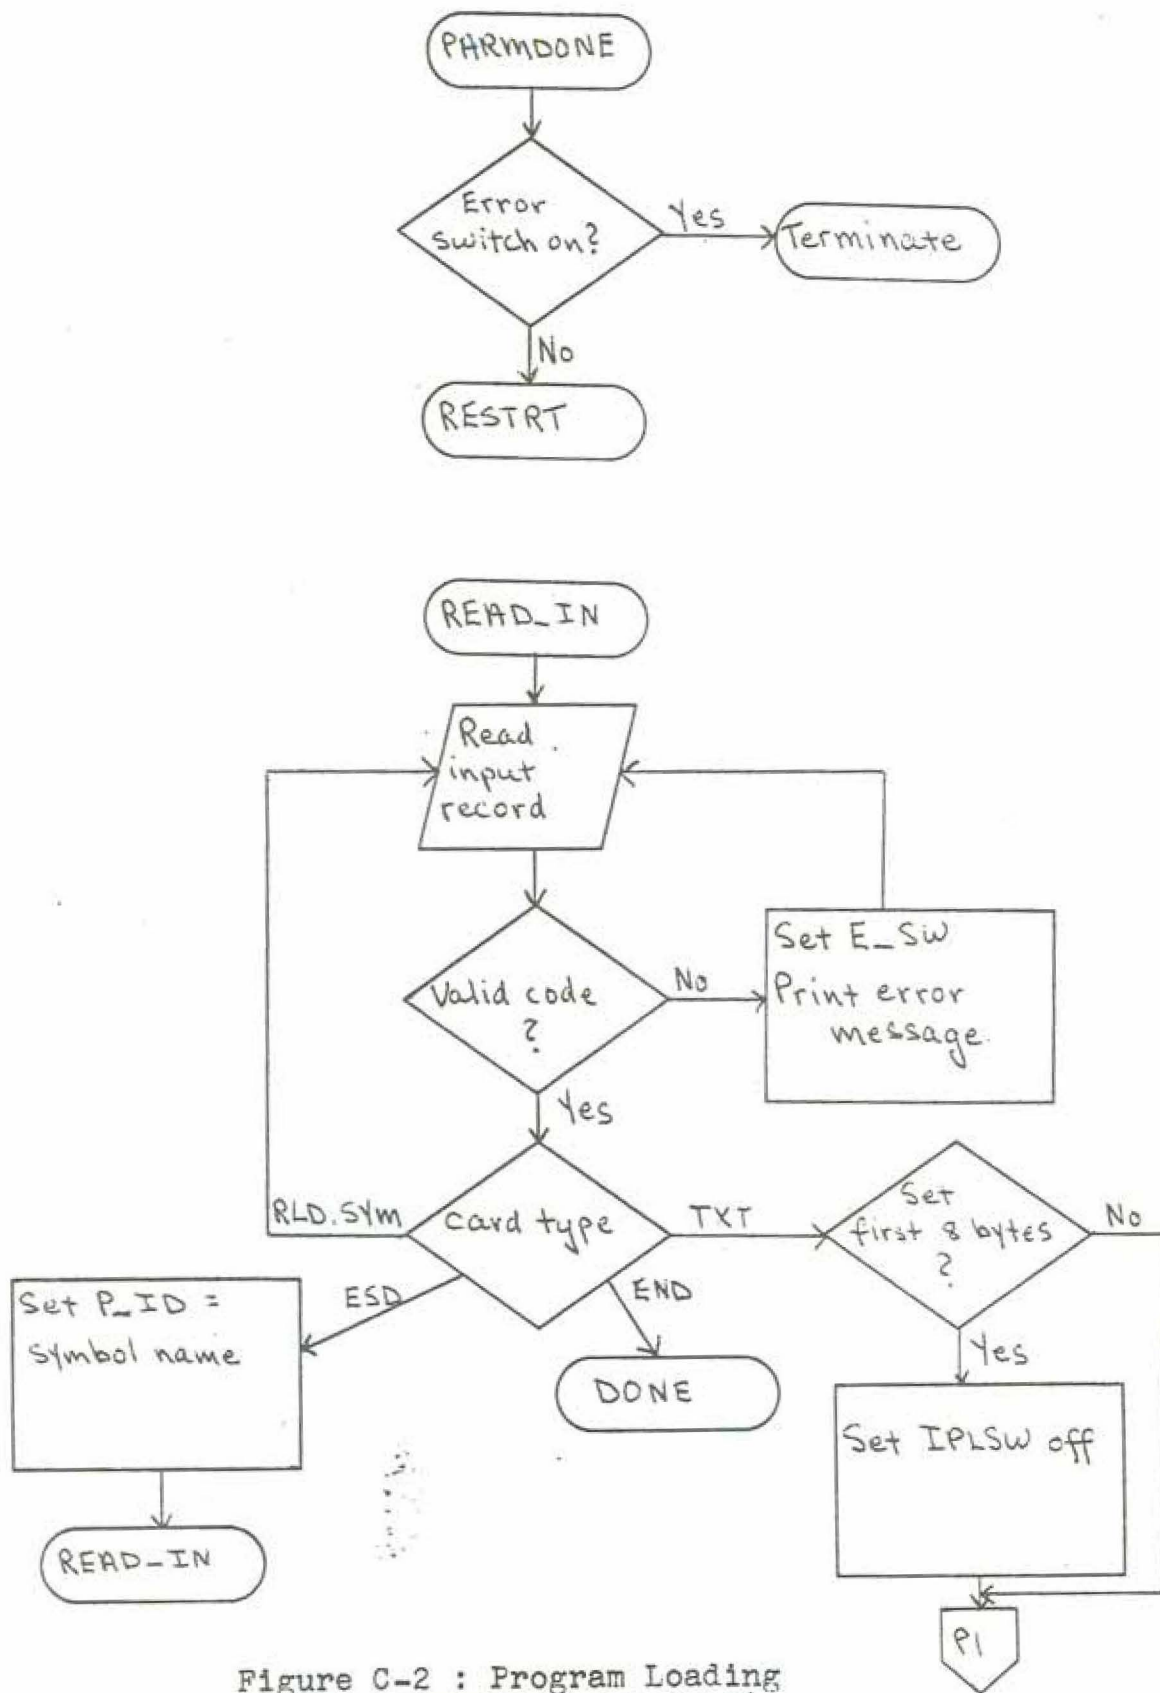 PARMDONE
Error
switch on?
Yes
Terminate
No
RESTRT
READ_IN
Read
input
record
Valid code
?
No
Set E_SW
Print error
message.
Yes
RLD.SYM
card type
TXT
Set
first 8 bytes
?
No
ESD
END
Set P_ID =
symbol name
DONE
Yes
Set IPLSW off
READ-IN
P1
Figure C-2 : Program Loading